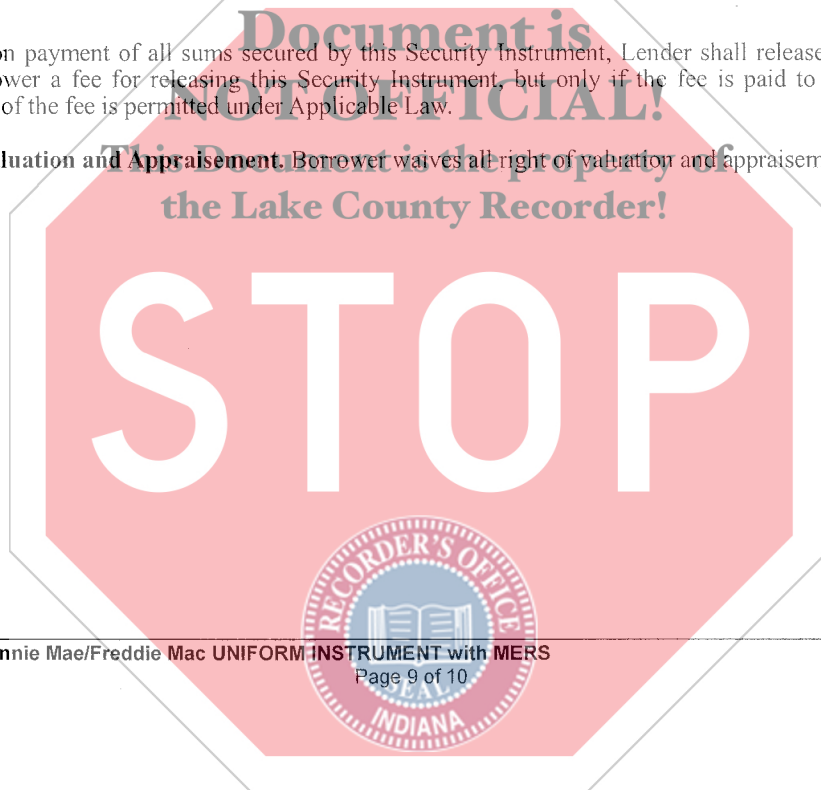 Document is
on payment of all sums secured by this Security Instrument, Lender shall release
ower a fee for releasing this Security Instrument, but only if the fee is paid to
NOT OFFICIAL!
of the fee is permitted under Applicable Law.
luation and Appraisement. Borrower waives all right of valuation and appraisem
This Document is the property of
the Lake County Recorder!
STOP
RECORDER'S OFFICE
nnie Mae/Freddie Mac UNIFORM INSTRUMENT with MERS
Page 9 of 10
SEAL
INDIANA